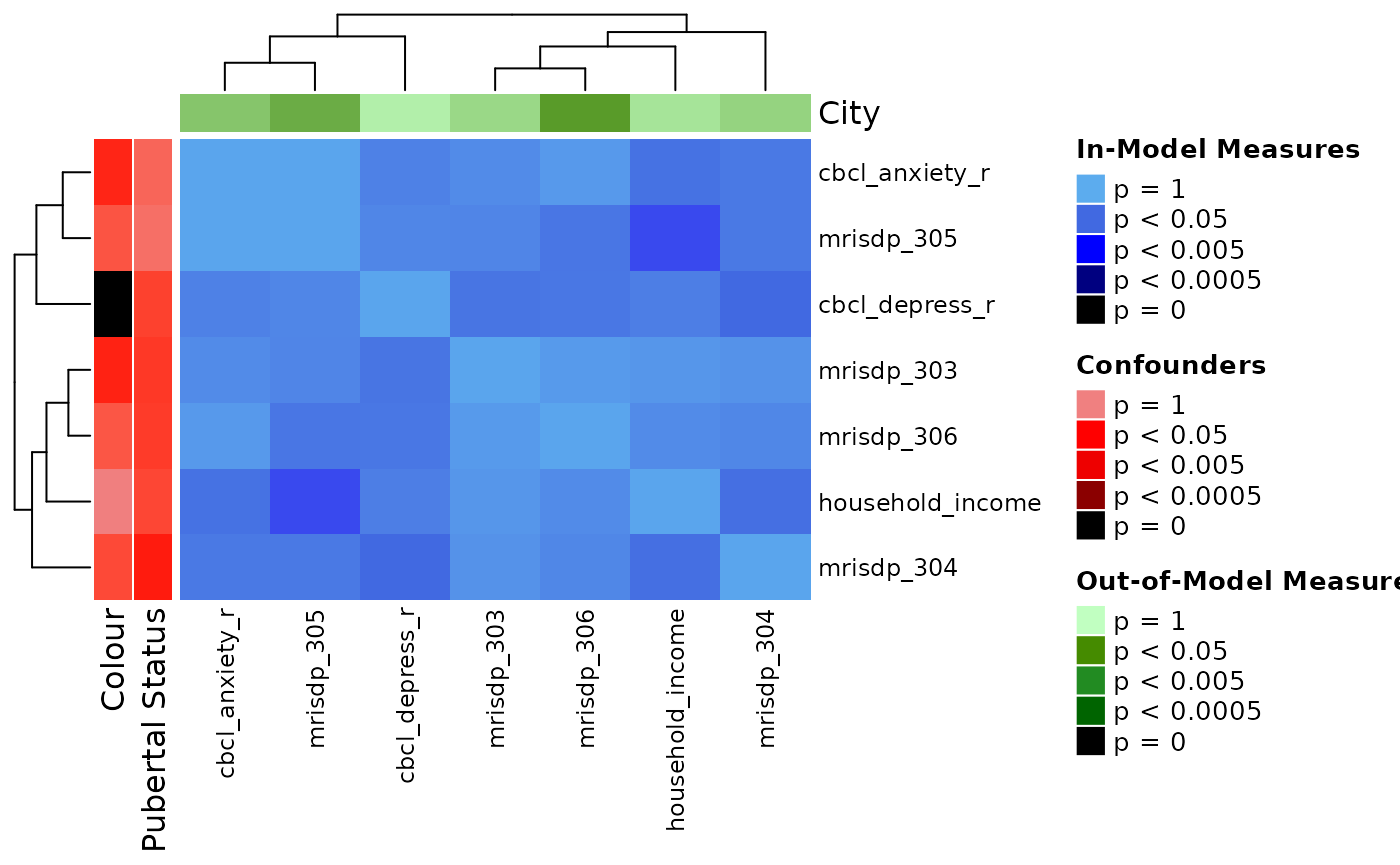 City
cbcl_anxiety_r
mrisdp_305
cbcl_depress_r
mrisdp_303
mrisdp_306
household_income
mrisdp_304
Colour
Pubertal Status
cbcl_anxiety_r
mrisdp_305
cbcl_depress_r
mrisdp_303
mrisdp_306
household_income
mrisdp_304
In-Model Measures
p = 1
p < 0.05
p < 0.005
p < 0.0005
p = 0
Confounders
p = 1
p < 0.05
p < 0.005
p < 0.0005
p = 0
Out-of-Model Measure
p = 1
p < 0.05
p < 0.005
p < 0.0005
p = 0